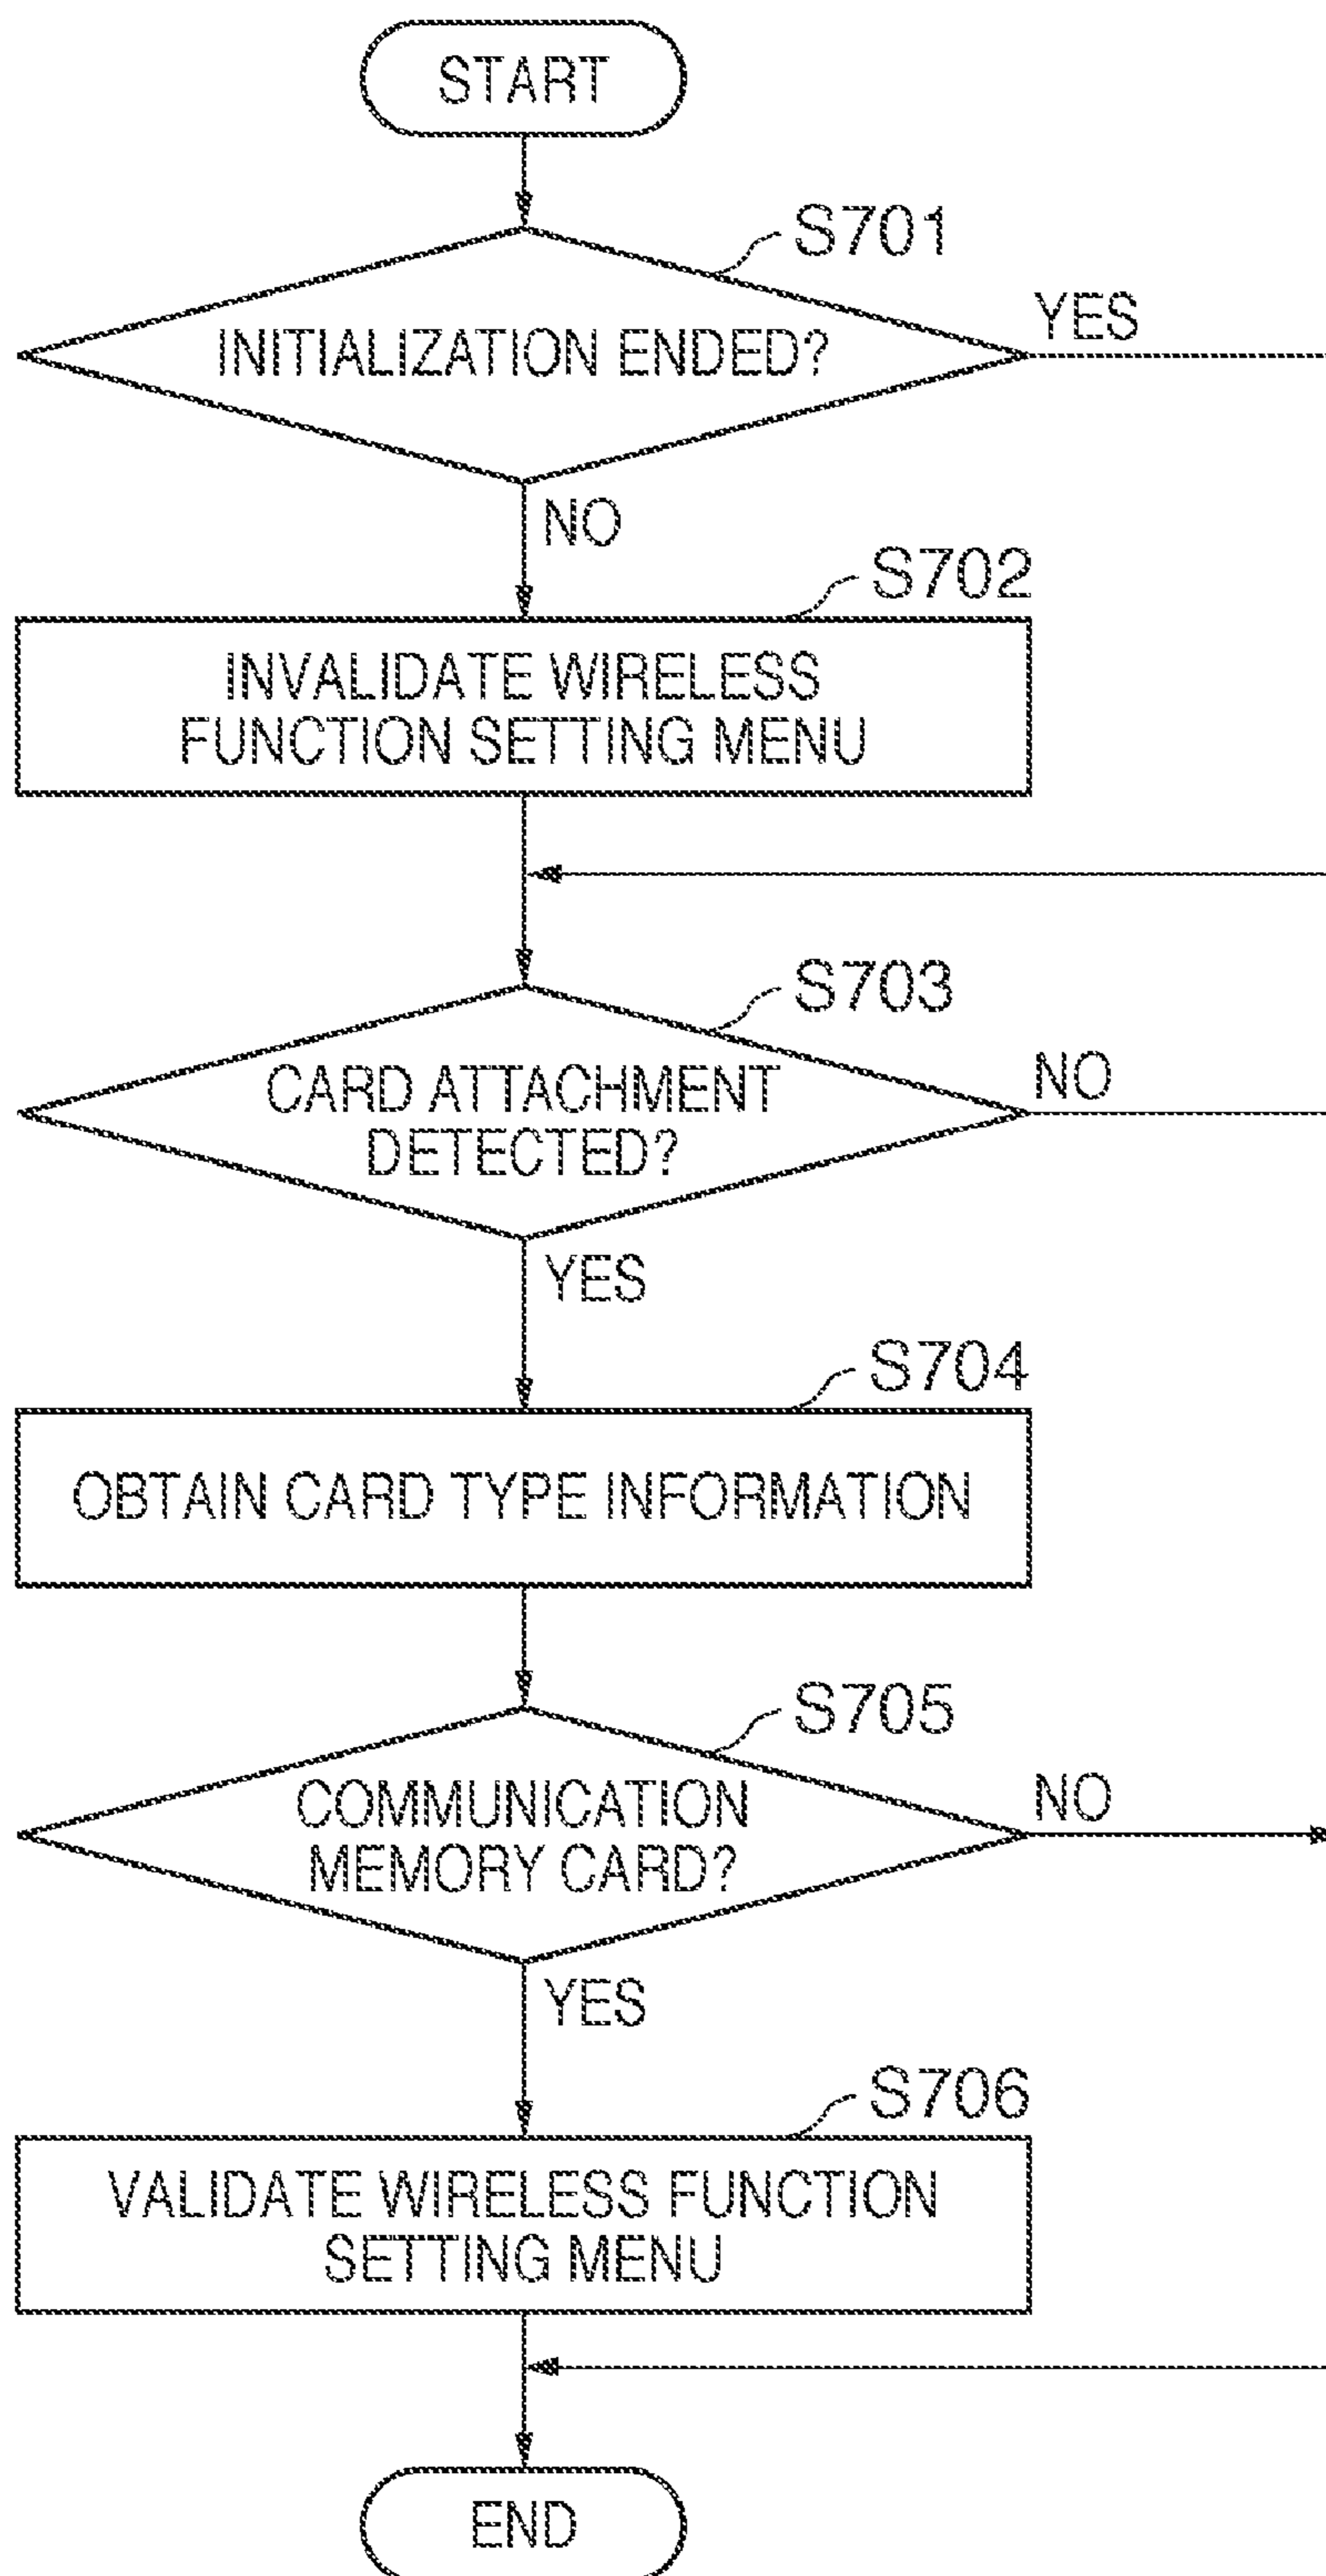 START
S701
INITIALIZATION ENDED?
YES
NO
S702
INVALIDATE WIRELESS
FUNCTION SETTING MENU
S703
CARD ATTACHMENT
DETECTED?
NO
YES
S704
OBTAIN CARD TYPE INFORMATION
S705
COMMUNICATION
MEMORY CARD?
NO
YES
S706
VALIDATE WIRELESS FUNCTION
SETTING MENU
END